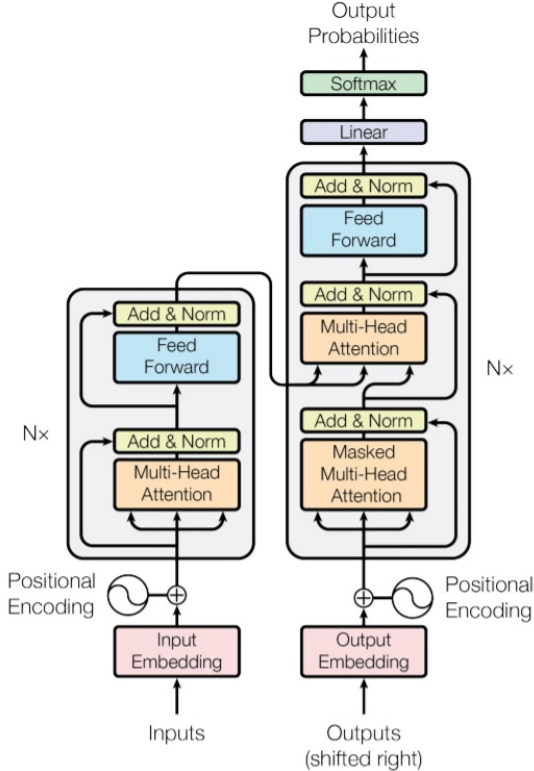 Output
Probabilities
Softmax
Linear
Add & Norm
Feed
Forward
Add & Norm
Multi-Head
Attention
Add & Norm
Masked
Multi-Head
Attention
N×
Positional
Encoding
Output
Embedding
Outputs
(shifted right)
Add & Norm
Feed
Forward
Add & Norm
Multi-Head
Attention
N×
Positional
Encoding
Input
Embedding
Inputs